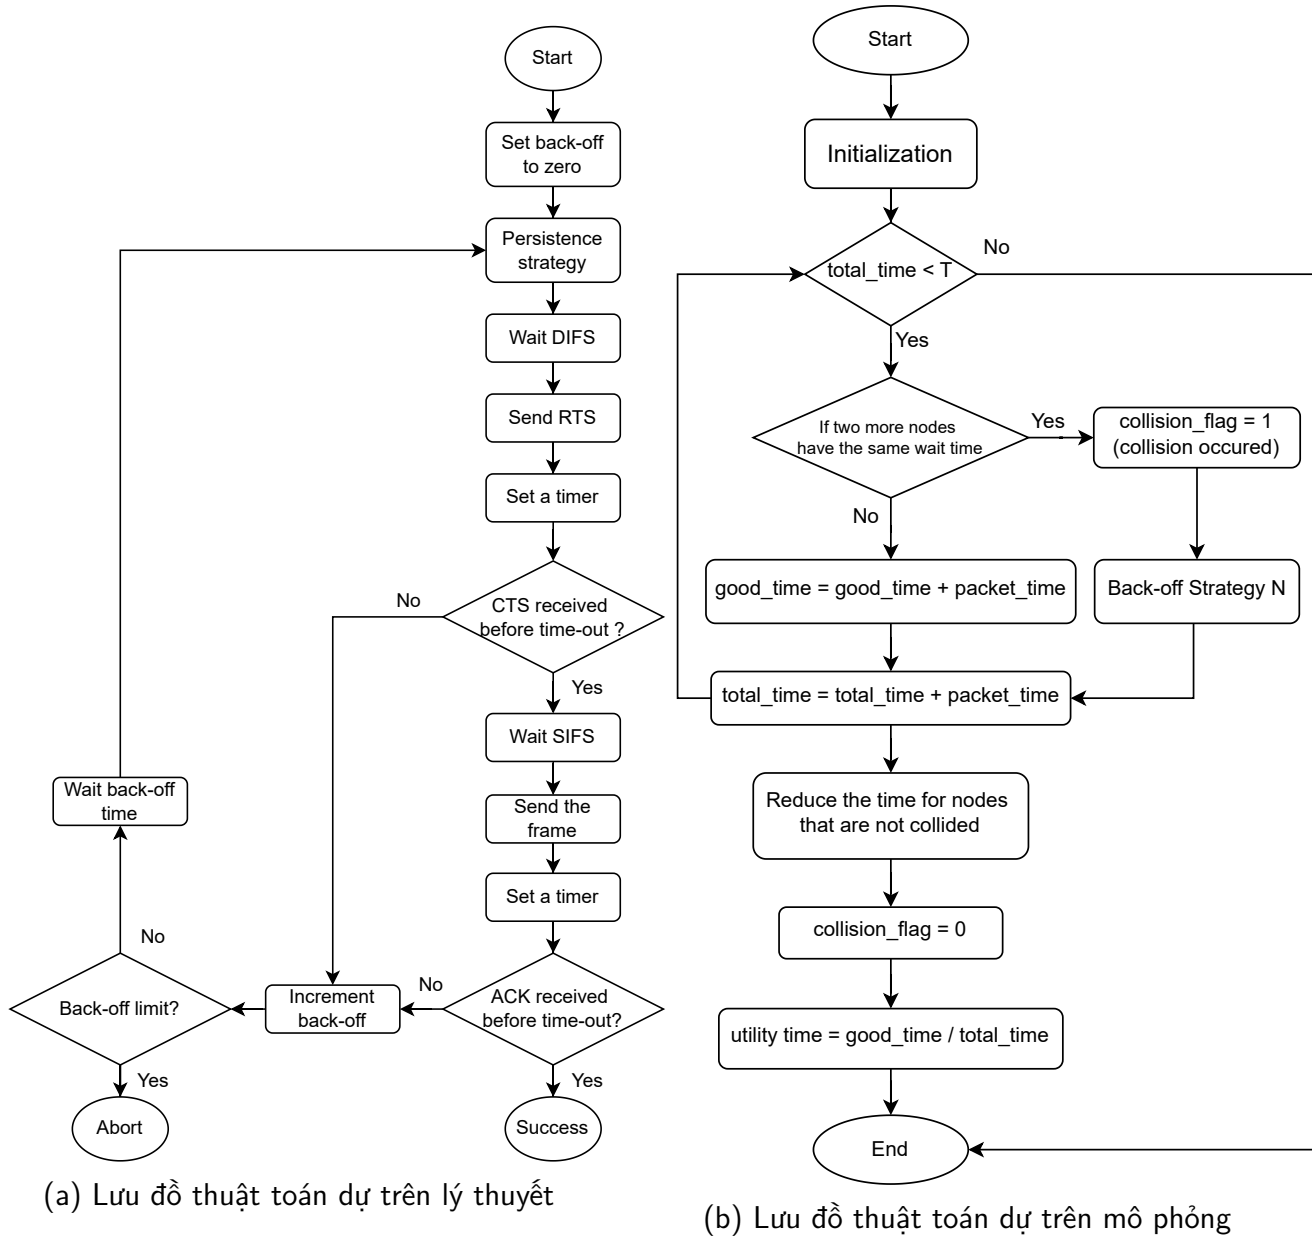 Start
Set back-off
to zero
Persistence
strategy
Wait DIFS
Send RTS
Set a timer
CTS received
before time-out ?
No
Yes
Wait SIFS
Send the
frame
Set a timer
ACK received
before time-out?
No
Yes
Success
Increment
back-off
Back-off limit?
No
Yes
Wait back-off
time
Abort
(a) Lưu đồ thuật toán dự trên lý thuyết
Start
Initialization
total_time < T
No
Yes
If two more nodes
have the same wait time
Yes
No
collision_flag = 1
(collision occured)
Back-off Strategy N
good_time = good_time + packet_time
total_time = total_time + packet_time
Reduce the time for nodes
that are not collided
collision_flag = 0
utility time = good_time / total_time
End
(b) Lưu đồ thuật toán dự trên mô phỏng